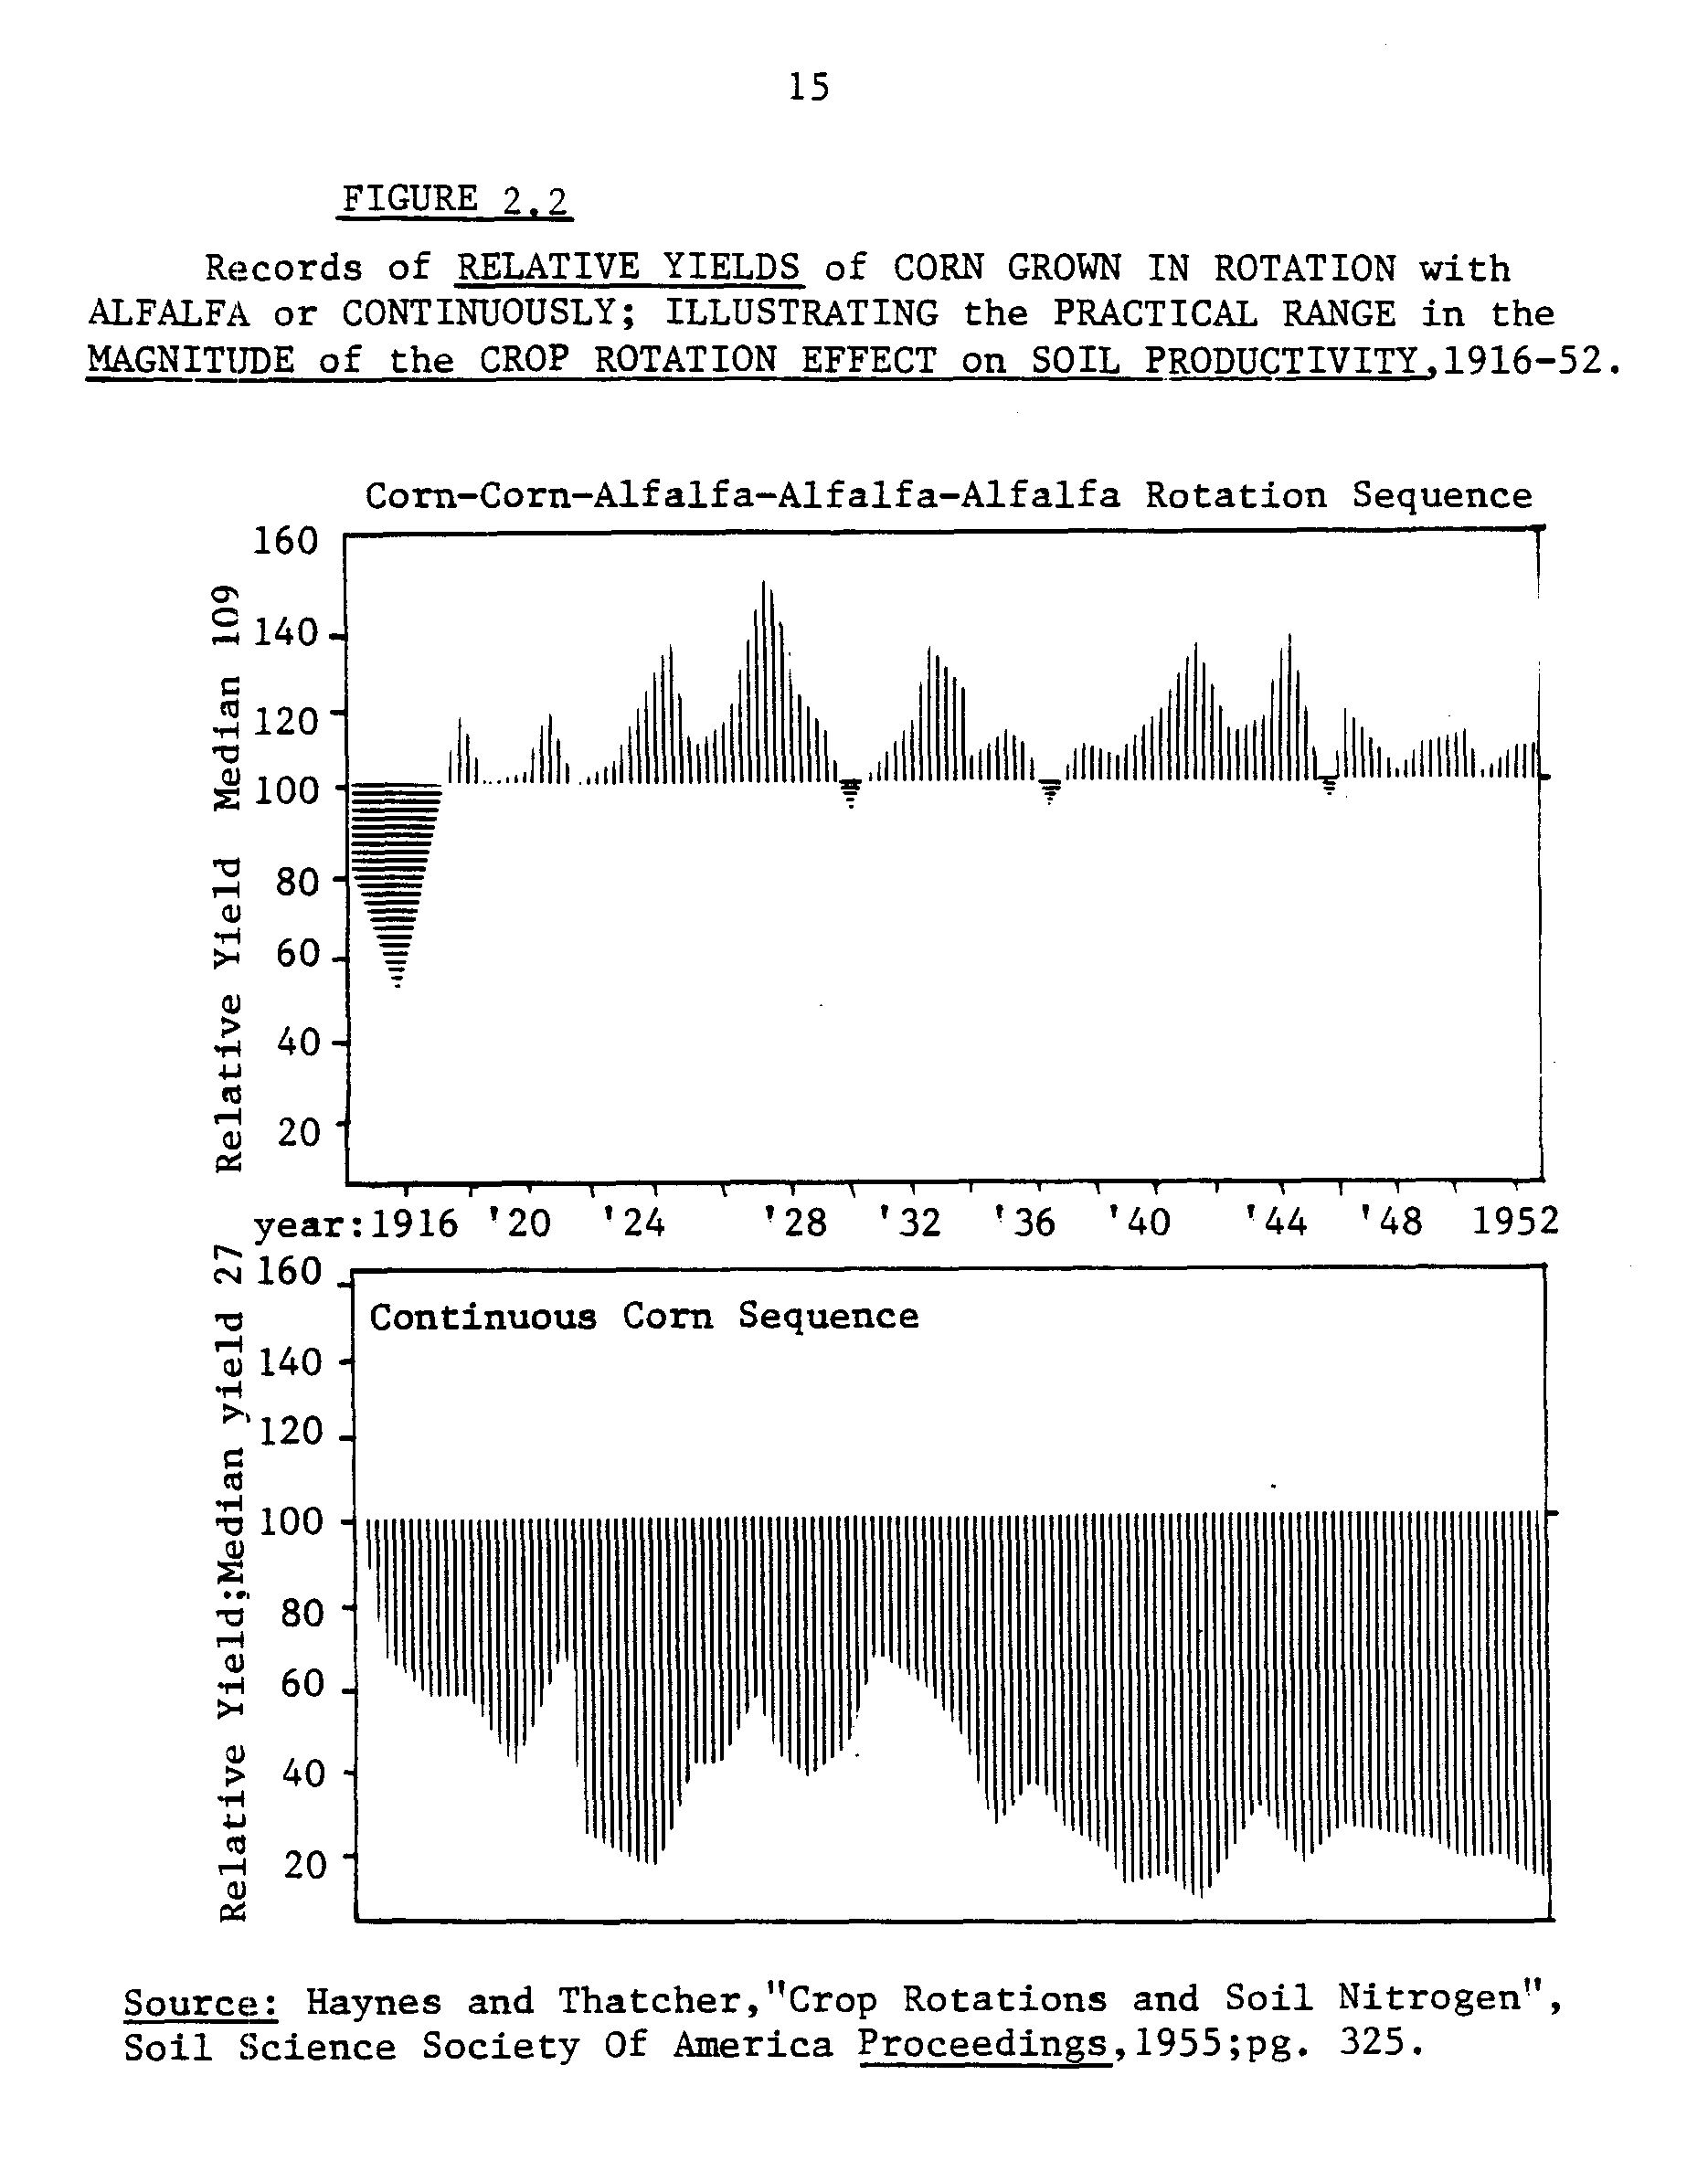 15
FIGURE 2.2
Records of RELATIVE YIELDS of CORN GROWN IN ROTATION with
ALFALFA or CONTINUOUSLY; ILLUSTRATING the PRACTICAL RANGE in the
MAGNITUDE of the CROP ROTATION EFFECT on SOIL PRODUCTIVITY,1916-52.
Corn-Corn-Alfalfa-Alfalfa-Alfalfa Rotation Sequence
Relative Yield Median 109
160
140
120
100
80
60
40
20
year:1916 '20 '24 '28 '32 '36 '40 '44 '48 1952
Relative Yield;Median yield 27
160
Continuous Corn Sequence
140
120
100
80
60
40
20
Source: Haynes and Thatcher,"Crop Rotations and Soil Nitrogen",
Soil Science Society Of America Proceedings,1955;pg. 325.